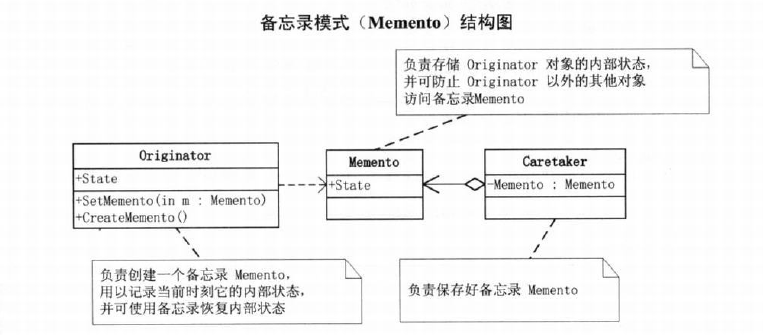 备忘录模式（Memento）结构图
负责存储 Originator 对象的内部状态，
并可防止 Originator 以外的其他对象
访问备忘录Memento
Originator
+State
+SetMemento(in m : Memento)
+CreateMemento()
Memento
+State
Caretaker
-Memento : Memento
负责创建一个备忘录 Memento，
用以记录当前时刻它的内部状态，
并可使用备忘录恢复内部状态
负责保存好备忘录 Memento